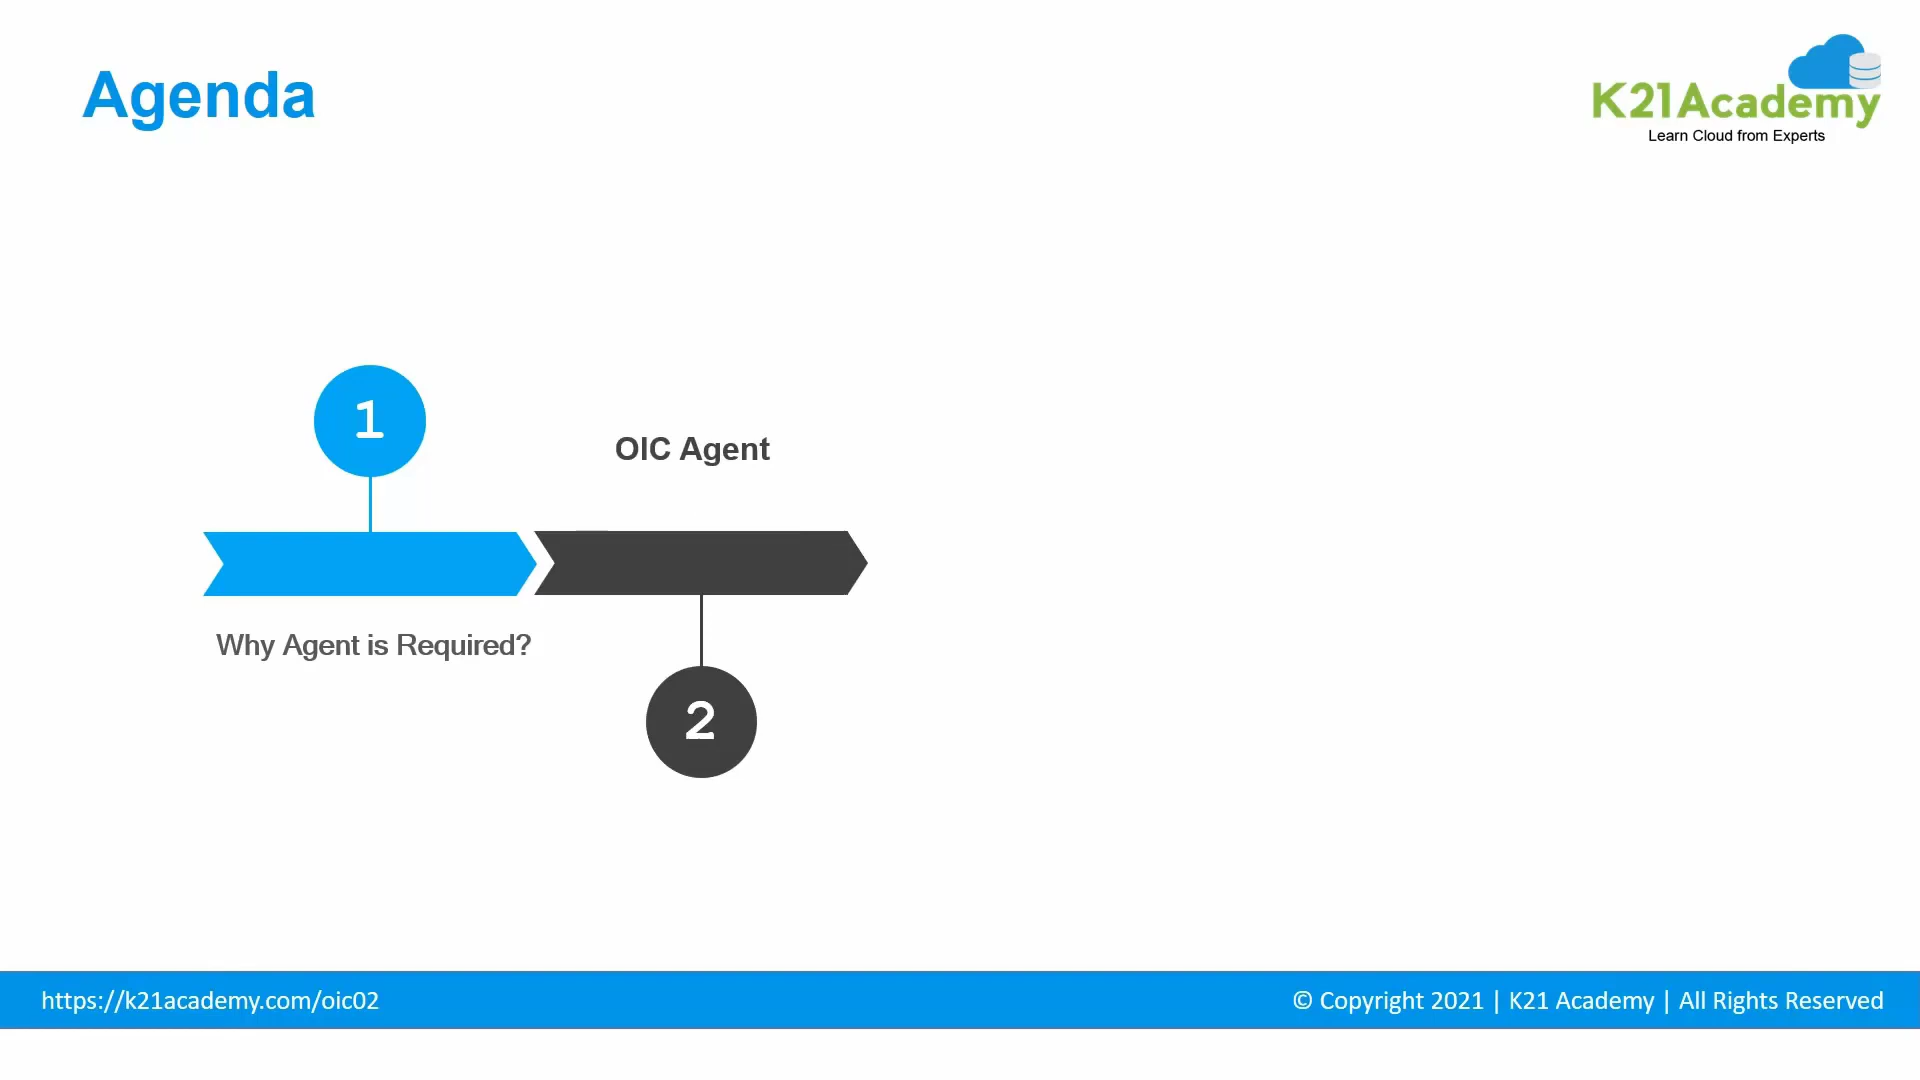 Agenda
K21Academy
Learn Cloud from Experts
1
OIC Agent
Why Agent is Required?
2
https://k21academy.com/oic02
© Copyright 2021 | K21 Academy | All Rights Reserved